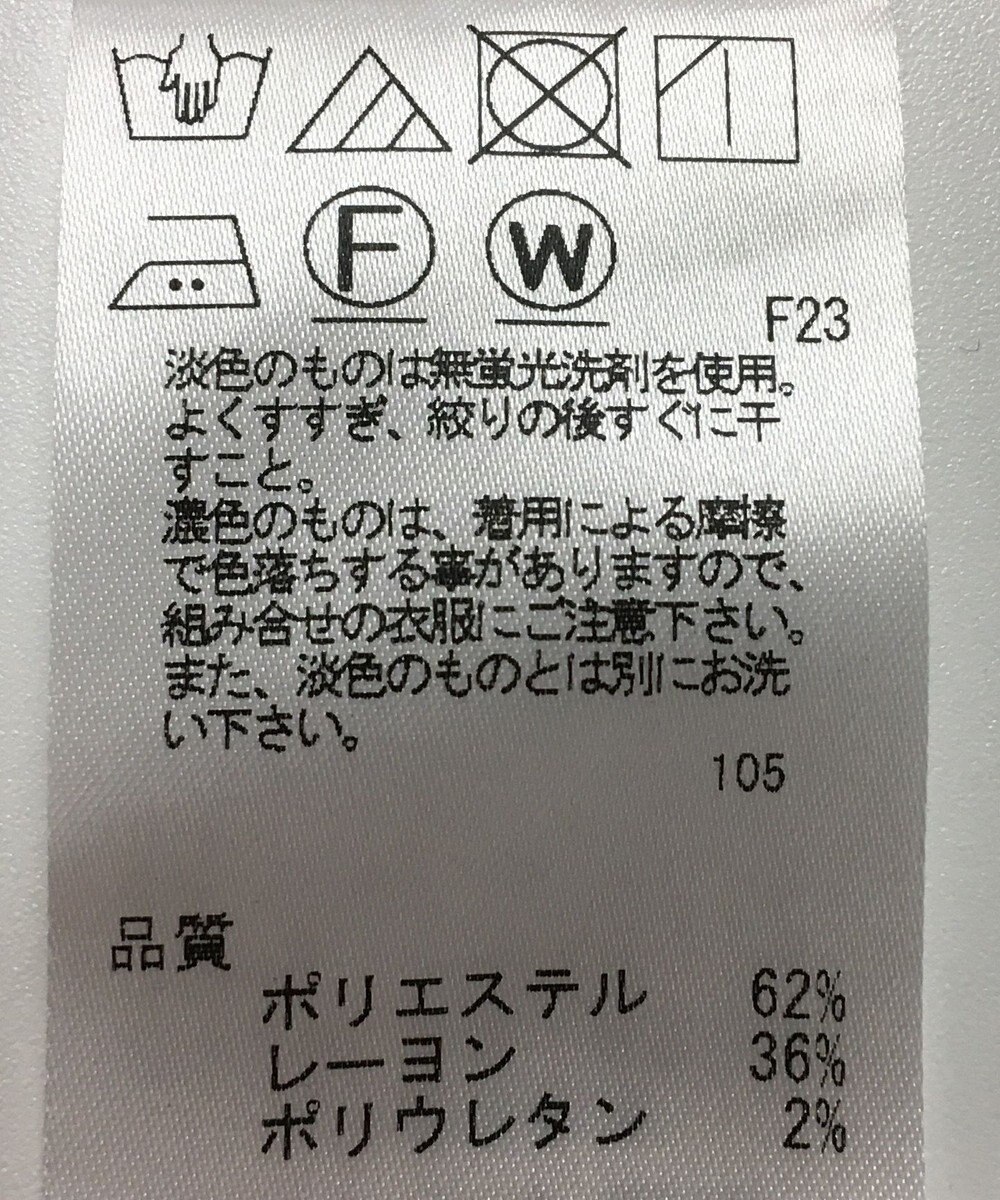 F
W
F23
淡色のものは無蛍光洗剤を使用。
よくすすぎ、絞りの後すぐに干
すこと。
濃色のものは、着用による摩擦
で色落ちする事がありますので、
組み合せの衣服にご注意下さい。
また、淡色のものとは別にお洗
い下さい。
105
品質
ポリエステル 62%
レーヨン 36%
ポリウレタン 2%